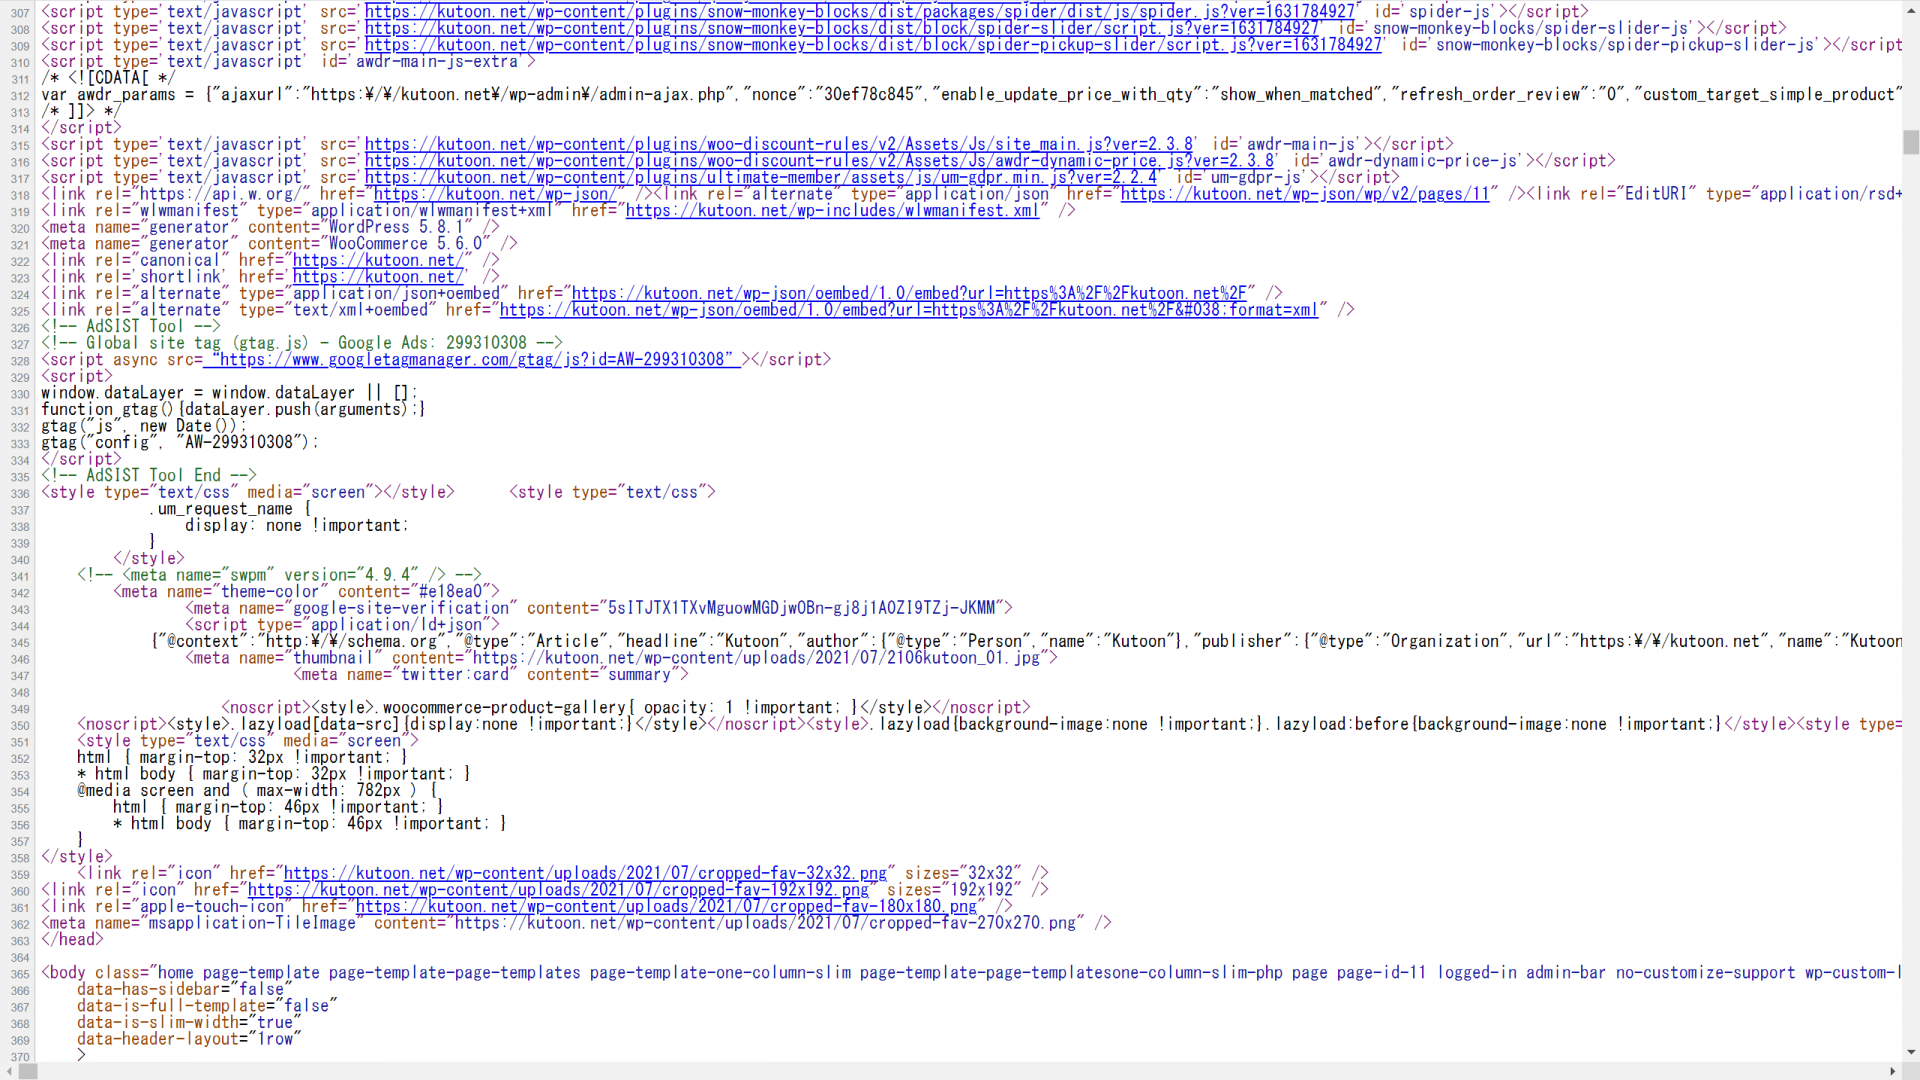 307 <script type='text/javascript' src='https://kutoon.net/wp-content/plugins/snow-monkey-blocks/dist/packages/spider/dist/js/spider.js?ver=1631784927' id='spider-js'></script>
308 <script type='text/javascript' src='https://kutoon.net/wp-content/plugins/snow-monkey-blocks/dist/block/spider-slider/script.js?ver=1631784927' id='snow-monkey-blocks/spider-slider-js'></script>
309 <script type='text/javascript' src='https://kutoon.net/wp-content/plugins/snow-monkey-blocks/dist/block/spider-pickup-slider/script.js?ver=1631784927' id='snow-monkey-blocks/spider-pickup-slider-js'></script
310 <script type='text/javascript' id='awdr-main-js-extra'>
311 /* <![CDATA[ */
312 var awdr_params = {"ajaxurl":"https:¥/¥/kutoon.net¥/wp-admin¥/admin-ajax.php","nonce":"30ef78c845","enable_update_price_with_qty":"show_when_matched","refresh_order_review":"0","custom_target_simple_product"
313 /* ]]> */
314 </script>
315 <script type='text/javascript' src='https://kutoon.net/wp-content/plugins/woo-discount-rules/v2/Assets/Js/site_main.js?ver=2.3.8' id='awdr-main-js'></script>
316 <script type='text/javascript' src='https://kutoon.net/wp-content/plugins/woo-discount-rules/v2/Assets/Js/awdr-dynamic-price.js?ver=2.3.8' id='awdr-dynamic-price-js'></script>
317 <script type='text/javascript' src='https://kutoon.net/wp-content/plugins/ultimate-member/assets/js/um-gdpr.min.js?ver=2.2.4' id='um-gdpr-js'></script>
318 <link rel="https://api.w.org/" href="https://kutoon.net/wp-json/" /><link rel="alternate" type="application/json" href="https://kutoon.net/wp-json/wp/v2/pages/11" /><link rel="EditURI" type="application/rsd+
319 <link rel="wlwmanifest" type="application/wlwmanifest+xml" href="https://kutoon.net/wp-includes/wlwmanifest.xml" />
320 <meta name="generator" content="WordPress 5.8.1" />
321 <meta name="generator" content="WooCommerce 5.6.0" />
322 <link rel="canonical" href="https://kutoon.net/" />
323 <link rel='shortlink' href='https://kutoon.net/' />
324 <link rel="alternate" type="application/json+oembed" href="https://kutoon.net/wp-json/oembed/1.0/embed?url=https%3A%2F%2Fkutoon.net%2F" />
325 <link rel="alternate" type="text/xml+oembed" href="https://kutoon.net/wp-json/oembed/1.0/embed?url=https%3A%2F%2Fkutoon.net%2F&#038;format=xml" />
326 <!-- AdSIST Tool -->
327 <!-- Global site tag (gtag.js) - Google Ads: 299310308 -->
328 <script async src=“https://www.googletagmanager.com/gtag/js?id=AW-299310308”></script>
329 <script>
330 window.dataLayer = window.dataLayer || [];
331 function gtag(){dataLayer.push(arguments);}
332 gtag("js", new Date());
333 gtag("config", "AW-299310308");
334 </script>
335 <!-- AdSIST Tool End -->
336 <style type="text/css" media="screen"></style> <style type="text/css">
337 .um_request_name {
338 display: none !important;
339 }
340 </style>
341 <!-- <meta name="swpm" version="4.9.4" /> -->
342 <meta name="theme-color" content="#e18ea0">
343 <meta name="google-site-verification" content="5sITJTX1TXvMguowMGDjwOBn-gj8j1AOZI9TZj-JKMM">
344 <script type="application/ld+json">
345 {"@context":"http:¥/¥/schema.org","@type":"Article","headline":"Kutoon","author":{"@type":"Person","name":"Kutoon"},"publisher":{"@type":"Organization","url":"https:¥/¥/kutoon.net","name":"Kutoon
346 <meta name="thumbnail" content="https://kutoon.net/wp-content/uploads/2021/07/2106kutoon_01.jpg">
347 <meta name="twitter:card" content="summary">
348
349 <noscript><style>.woocommerce-product-gallery{ opacity: 1 !important; }</style></noscript>
350 <noscript><style>.lazyload[data-src]{display:none !important;}</style></noscript><style>.lazyload{background-image:none !important;}.lazyload:before{background-image:none !important;}</style><style type=
351 <style type="text/css" media="screen">
352 html { margin-top: 32px !important; }
353 * html body { margin-top: 32px !important; }
354 @media screen and ( max-width: 782px ) {
355 html { margin-top: 46px !important; }
356 * html body { margin-top: 46px !important; }
357 }
358 </style>
359 <link rel="icon" href="https://kutoon.net/wp-content/uploads/2021/07/cropped-fav-32x32.png" sizes="32x32" />
360 <link rel="icon" href="https://kutoon.net/wp-content/uploads/2021/07/cropped-fav-192x192.png" sizes="192x192" />
361 <link rel="apple-touch-icon" href="https://kutoon.net/wp-content/uploads/2021/07/cropped-fav-180x180.png" />
362 <meta name="msapplication-TileImage" content="https://kutoon.net/wp-content/uploads/2021/07/cropped-fav-270x270.png" />
363 </head>
364
365 <body class="home page-template page-template-page-templates page-template-one-column-slim page-template-page-templatesone-column-slim-php page page-id-11 logged-in admin-bar no-customize-support wp-custom-l
366 data-has-sidebar="false"
367 data-is-full-template="false"
368 data-is-slim-width="true"
369 data-header-layout="1row"
370 >